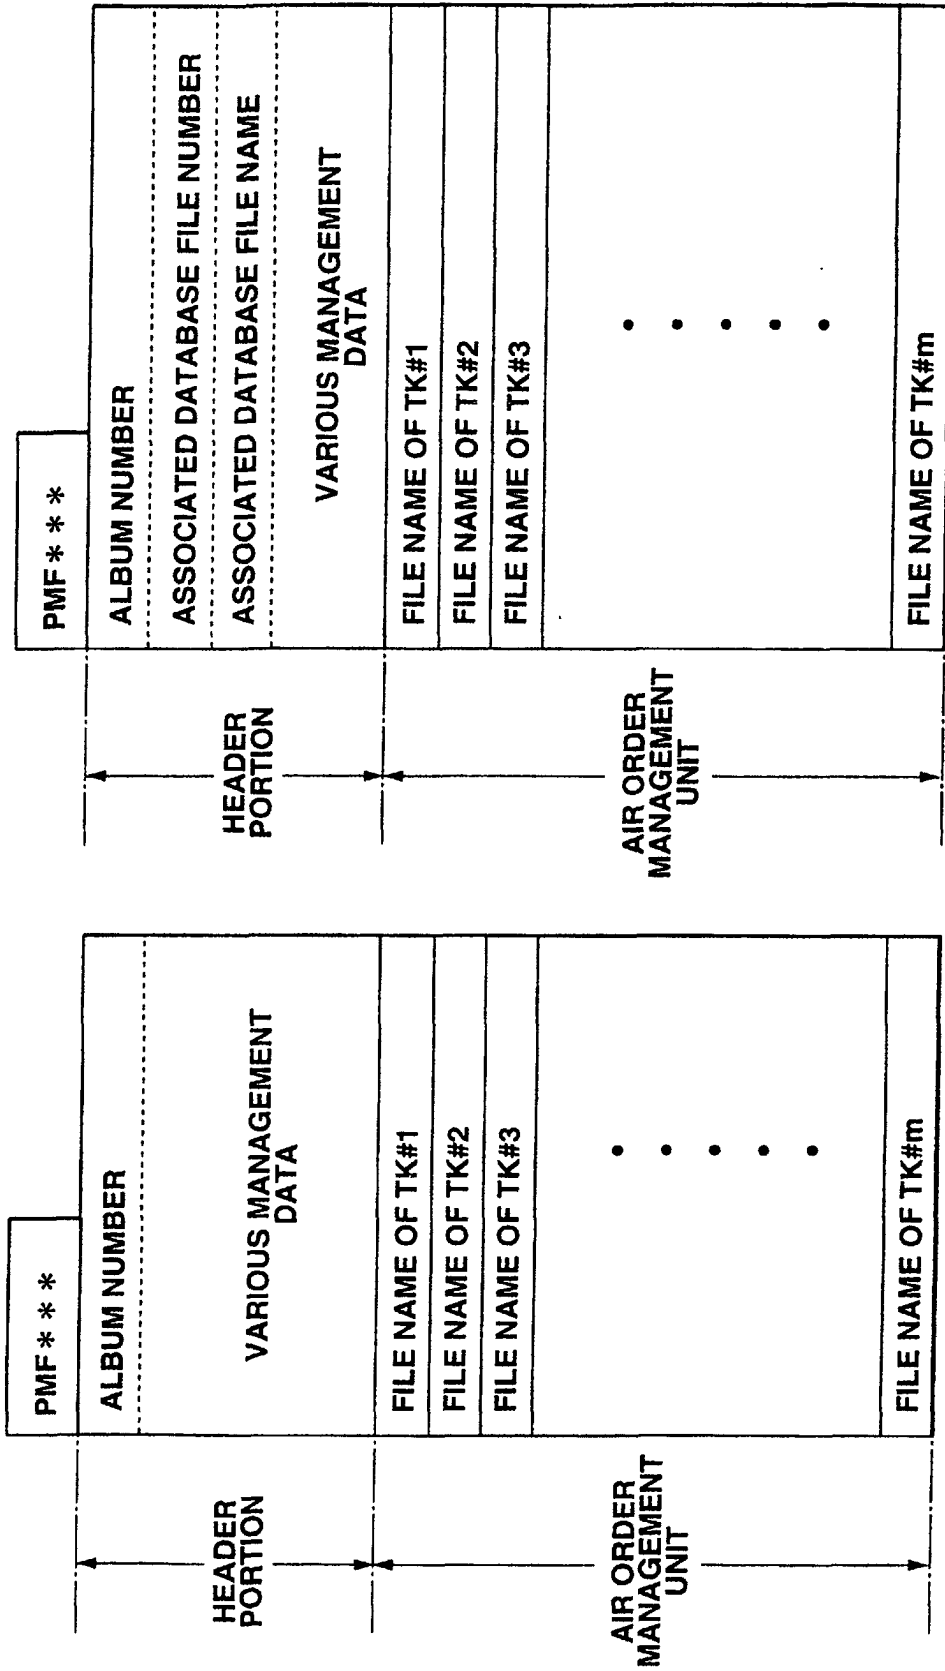 PMF***
ALBUM NUMBER
VARIOUS MANAGEMENT
DATA
FILE NAME OF TK#1
FILE NAME OF TK#2
FILE NAME OF TK#3
FILE NAME OF TK#m
HEADER
PORTION
AIR ORDER
MANAGEMENT
UNIT
PMF***
ALBUM NUMBER
ASSOCIATED DATABASE FILE NUMBER
ASSOCIATED DATABASE FILE NAME
VARIOUS MANAGEMENT
DATA
FILE NAME OF TK#1
FILE NAME OF TK#2
FILE NAME OF TK#3
FILE NAME OF TK#m
HEADER
PORTION
AIR ORDER
MANAGEMENT
UNIT